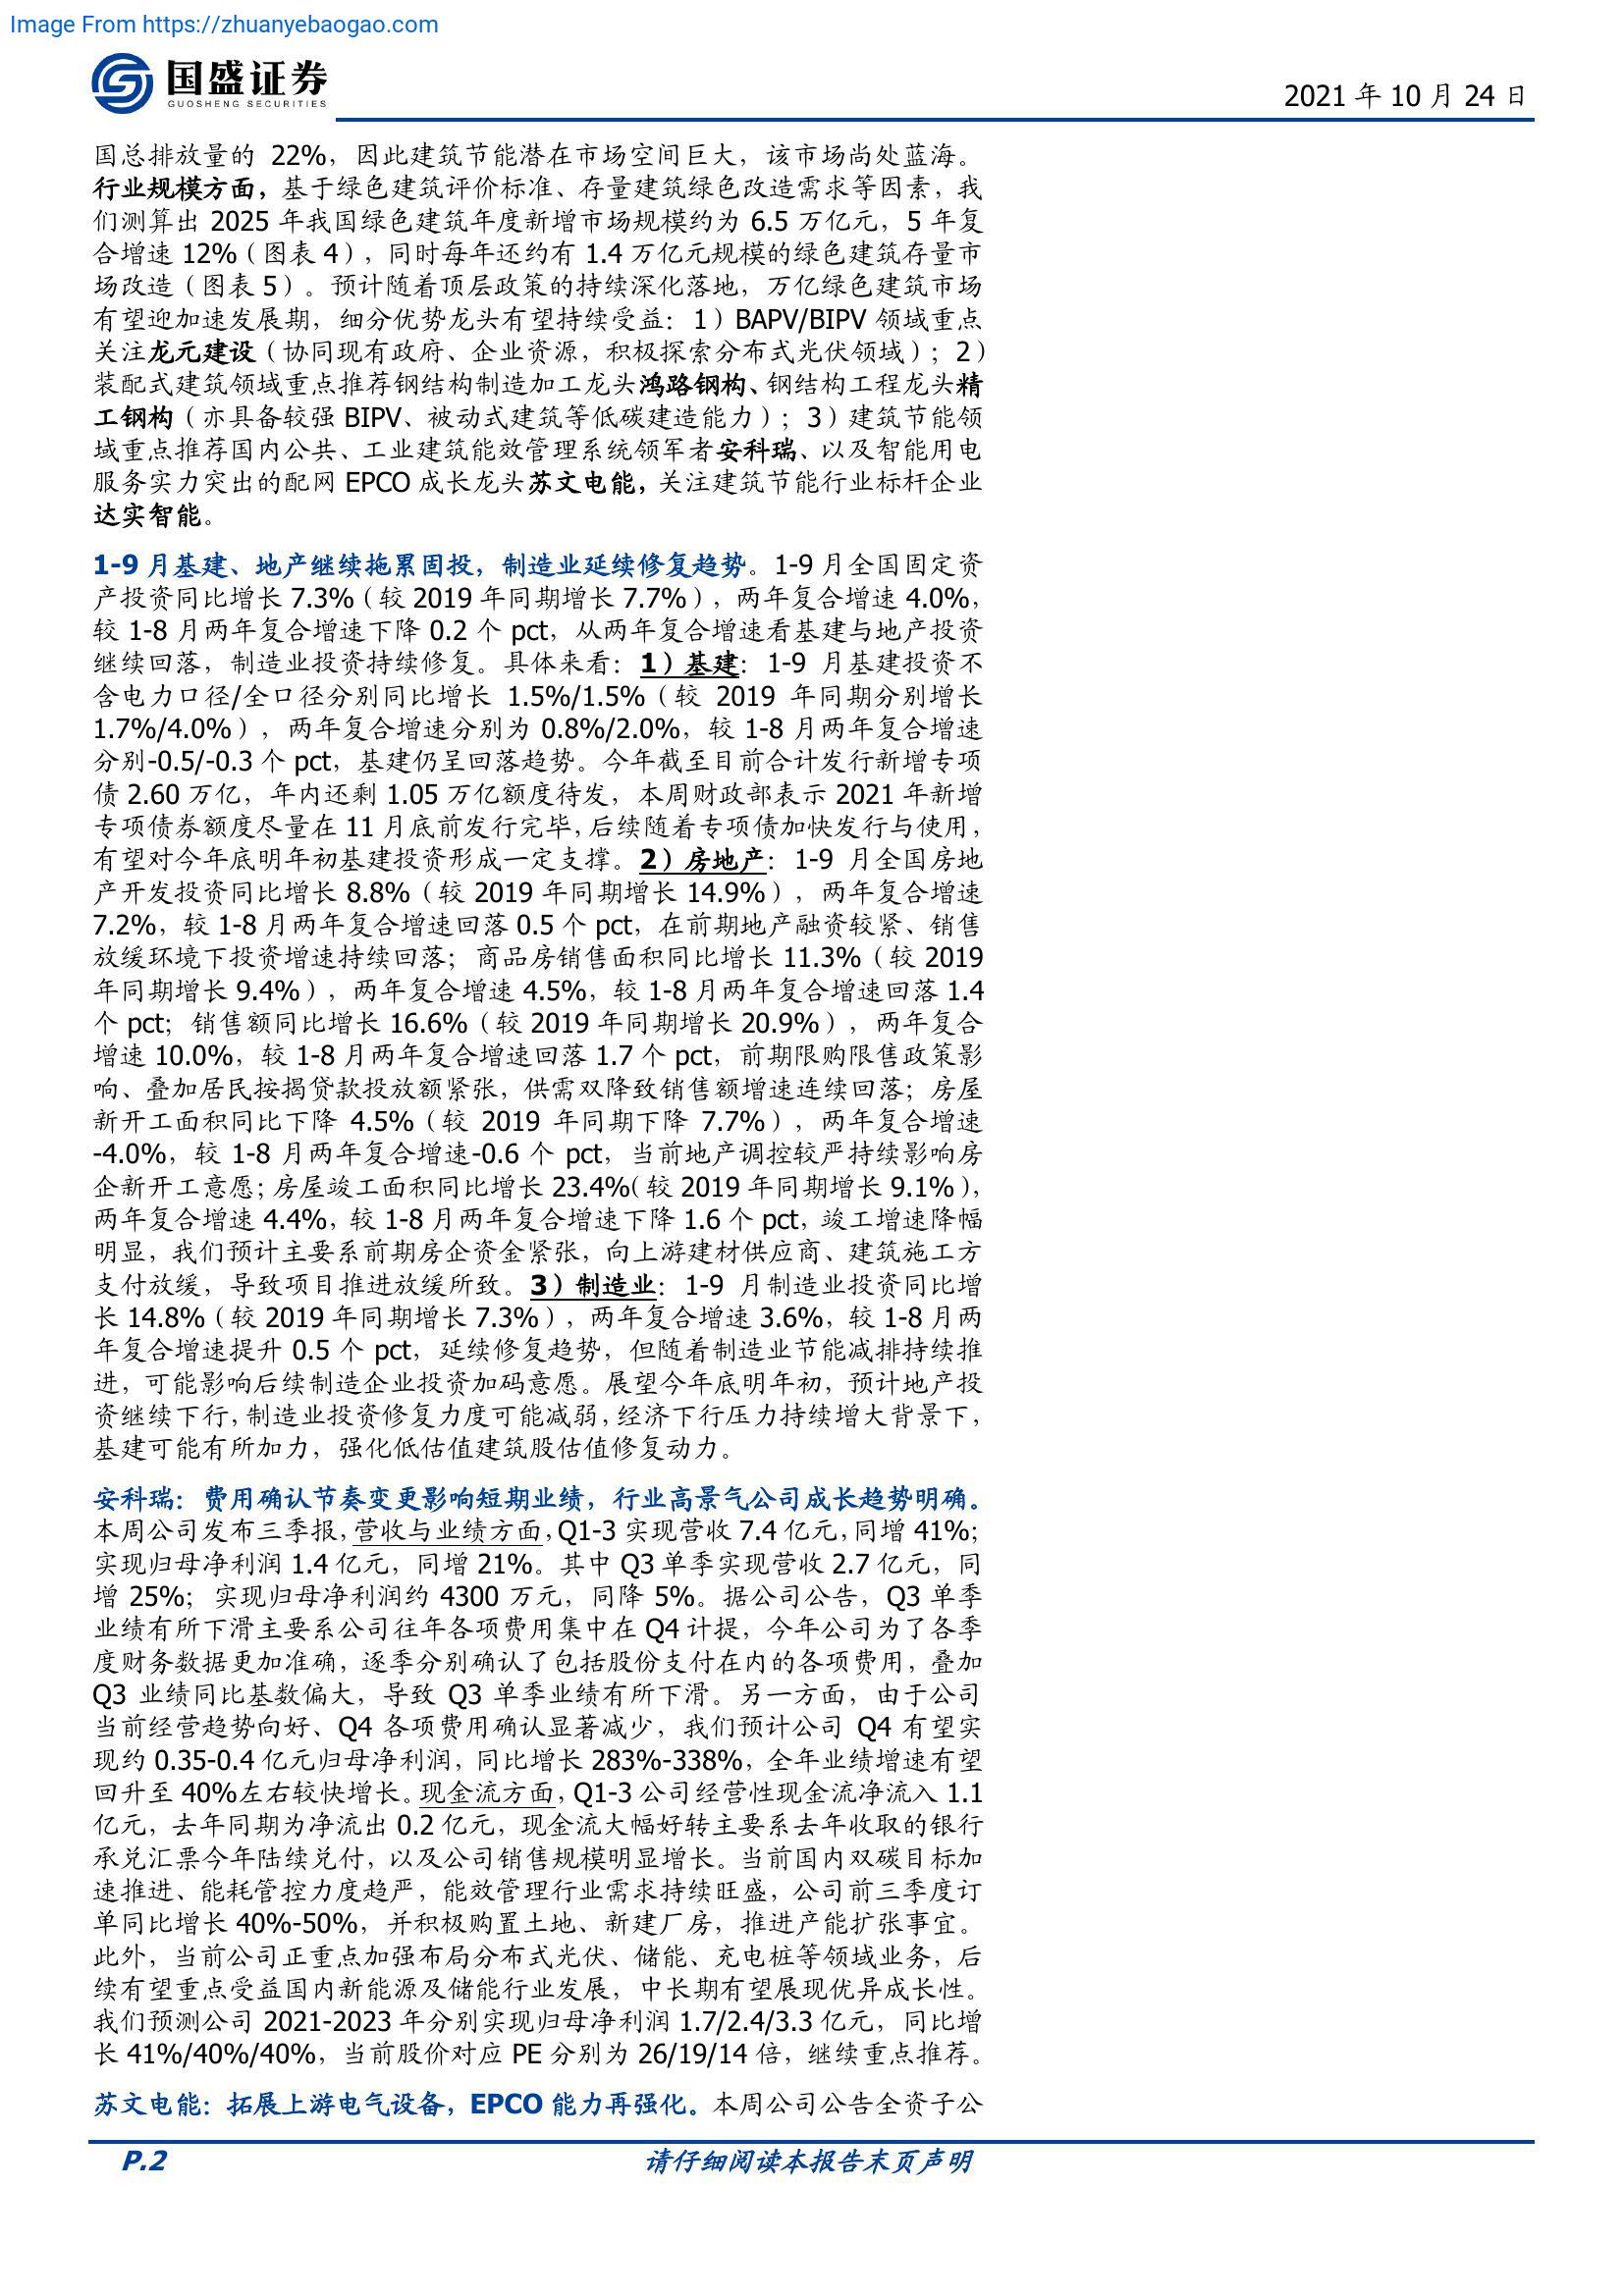 Image From https://zhuanyebaogao.com
国盛证券
GUOSHENG SECURITIES
2021 年 10 月 24 日
国总排放量的 22%，因此建筑节能潜在市场空间巨大，该市场尚处蓝海。
行业规模方面，基于绿色建筑评价标准、存量建筑绿色改造需求等因素，我
们测算出 2025 年我国绿色建筑年度新增市场规模约为 6.5 万亿元，5 年复
合增速 12%（图表 4），同时每年还约有 1.4 万亿元规模的绿色建筑存量市
场改造（图表 5）。预计随着顶层政策的持续深化落地，万亿绿色建筑市场
有望迎加速发展期，细分优势龙头有望持续受益：1）BAPV/BIPV 领域重点
关注龙元建设（协同现有政府、企业资源，积极探索分布式光伏领域）；2）
装配式建筑领域重点推荐钢结构制造加工龙头鸿路钢构、钢结构工程龙头精
工钢构（亦具备较强 BIPV、被动式建筑等低碳建造能力）；3）建筑节能领
域重点推荐国内公共、工业建筑能效管理系统领军者安科瑞、以及智能用电
服务实力突出的配网 EPCO 成长龙头苏文电能，关注建筑节能行业标杆企业
达实智能。
1-9 月基建、地产继续拖累固投，制造业延续修复趋势。1-9 月全国固定资
产投资同比增长 7.3%（较 2019 年同期增长 7.7%），两年复合增速 4.0%，
较 1-8 月两年复合增速下降 0.2 个 pct，从两年复合增速看基建与地产投资
继续回落，制造业投资持续修复。具体来看：1）基建：1-9 月基建投资不
含电力口径/全口径分别同比增长 1.5%/1.5%（较 2019 年同期分别增长
1.7%/4.0%），两年复合增速分别为 0.8%/2.0%，较 1-8 月两年复合增速
分别-0.5/-0.3 个 pct，基建仍呈回落趋势。今年截至目前合计发行新增专项
债 2.60 万亿，年内还剩 1.05 万亿额度待发，本周财政部表示 2021 年新增
专项债券额度尽量在 11 月底前发行完毕，后续随着专项债加快发行与使用，
有望对今年底明年初基建投资形成一定支撑。2）房地产：1-9 月全国房地
产开发投资同比增长 8.8%（较 2019 年同期增长 14.9%），两年复合增速
7.2%，较 1-8 月两年复合增速回落 0.5 个 pct，在前期地产融资较紧、销售
放缓环境下投资增速持续回落；商品房销售面积同比增长 11.3%（较 2019
年同期增长 9.4%），两年复合增速 4.5%，较 1-8 月两年复合增速回落 1.4
个 pct；销售额同比增长 16.6%（较 2019 年同期增长 20.9%），两年复合
增速 10.0%，较 1-8 月两年复合增速回落 1.7 个 pct，前期限购限售政策影
响、叠加居民按揭贷款投放额紧张，供需双降致销售额增速连续回落；房屋
新开工面积同比下降 4.5%（较 2019 年同期下降 7.7%），两年复合增速
-4.0%，较 1-8 月两年复合增速-0.6 个 pct，当前地产调控较严持续影响房
企新开工意愿；房屋竣工面积同比增长 23.4%（较 2019 年同期增长 9.1%），
两年复合增速 4.4%，较 1-8 月两年复合增速下降 1.6 个 pct，竣工增速降幅
明显，我们预计主要系前期房企资金紧张，向上游建材供应商、建筑施工方
支付放缓，导致项目推进放缓所致。3）制造业：1-9 月制造业投资同比增
长 14.8%（较 2019 年同期增长 7.3%），两年复合增速 3.6%，较 1-8 月两
年复合增速提升 0.5 个 pct，延续修复趋势，但随着制造业节能减排持续推
进，可能影响后续制造企业投资加码意愿。展望今年底明年初，预计地产投
资继续下行，制造业投资修复力度可能减弱，经济下行压力持续增大背景下，
基建可能有所加力，强化低估值建筑股估值修复动力。
安科瑞：费用确认节奏变更影响短期业绩，行业高景气公司成长趋势明确。
本周公司发布三季报，营收与业绩方面，Q1-3 实现营收 7.4 亿元，同增 41%；
实现归母净利润 1.4 亿元，同增 21%。其中 Q3 单季实现营收 2.7 亿元，同
增 25%；实现归母净利润约 4300 万元，同降 5%。据公司公告，Q3 单季
业绩有所下滑主要系公司往年各项费用集中在 Q4 计提，今年公司为了各季
度财务数据更加准确，逐季分别确认了包括股份支付在内的各项费用，叠加
Q3 业绩同比基数偏大，导致 Q3 单季业绩有所下滑。另一方面，由于公司
当前经营趋势向好、Q4 各项费用确认显著减少，我们预计公司 Q4 有望实
现约 0.35-0.4 亿元归母净利润，同比增长 283%-338%，全年业绩增速有望
回升至 40%左右较快增长。现金流方面，Q1-3 公司经营性现金流净流入 1.1
亿元，去年同期为净流出 0.2 亿元，现金流大幅好转主要系去年收取的银行
承兑汇票今年陆续兑付，以及公司销售规模明显增长。当前国内双碳目标加
速推进、能耗管控力度趋严，能效管理行业需求持续旺盛，公司前三季度订
单同比增长 40%-50%，并积极购置土地、新建厂房，推进产能扩张事宜。
此外，当前公司正重点加强布局分布式光伏、储能、充电桩等领域业务，后
续有望重点受益国内新能源及储能行业发展，中长期有望展现优异成长性。
我们预测公司 2021-2023 年分别实现归母净利润 1.7/2.4/3.3 亿元，同比增
长 41%/40%/40%，当前股价对应 PE 分别为 26/19/14 倍，继续重点推荐。
苏文电能：拓展上游电气设备，EPCO 能力再强化。本周公司公告全资子公
P.2
请仔细阅读本报告末页声明